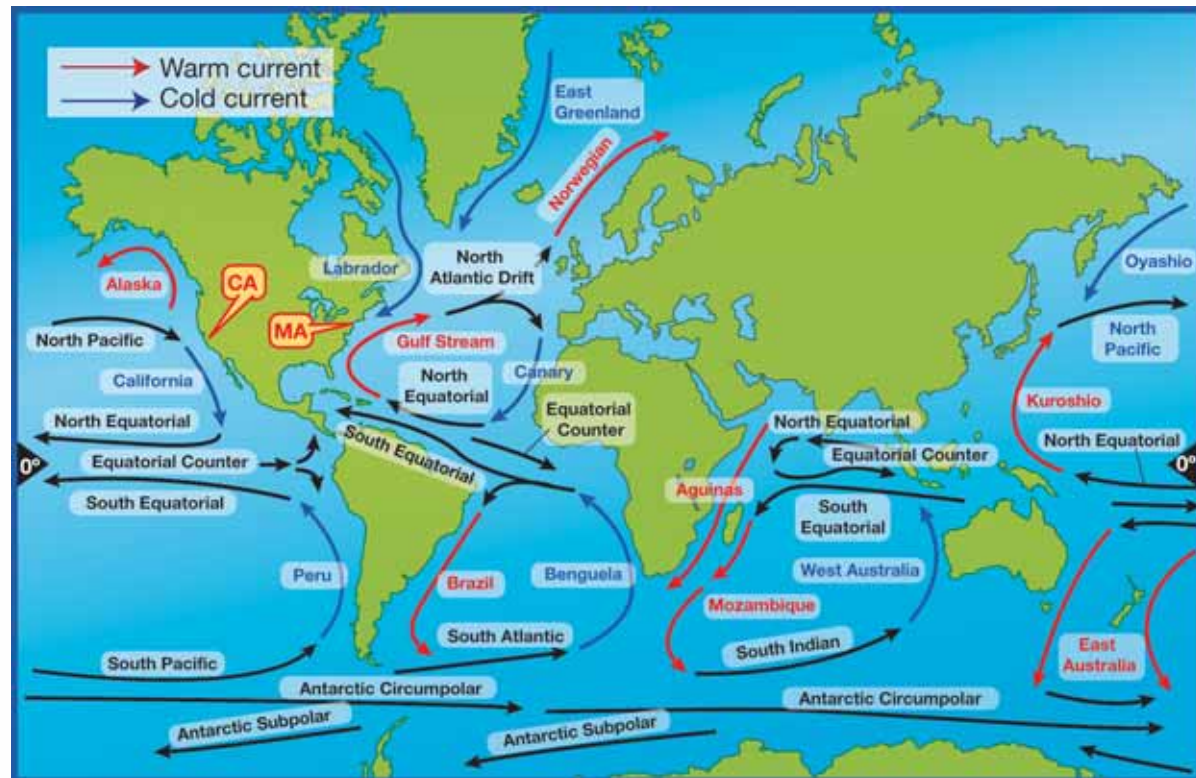 Warm current
Cold current
East
Greenland
Norwegian
Labrador
North
Atlantic Drift
Alaska
CA
MA
Oyashio
North Pacific
Gulf Stream
North
Pacific
California
North
Equatorial
Canary
Kuroshio
North Equatorial
Equatorial
Counter
North Equatorial
North Equatorial
0º
Equatorial Counter
South Equatorial
Equatorial Counter
0º
South Equatorial
Aguinas
South
Equatorial
Peru
Brazil
Benguela
West Australia
Mozambique
South Pacific
South Atlantic
South Indian
East
Australia
Antarctic Circumpolar
Antarctic Circumpolar
Antarctic Subpolar
Antarctic Subpolar